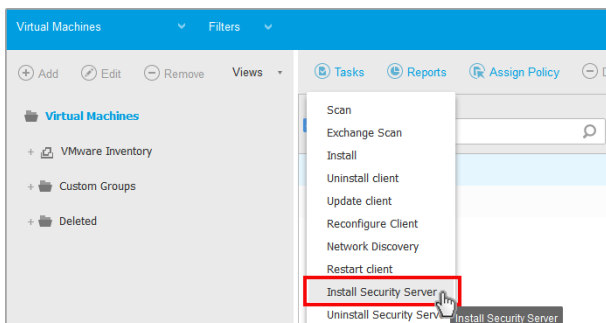 Virtual Machines Filters
Add Edit Remove Views Tasks Reports Assign Policy
Virtual Machines
VMware Inventory
Custom Groups
Deleted
Scan
Exchange Scan
Install
Uninstall client
Update client
Reconfigure Client
Network Discovery
Restart client
Install Security Server
Uninstall Security Serv
Install Security Server